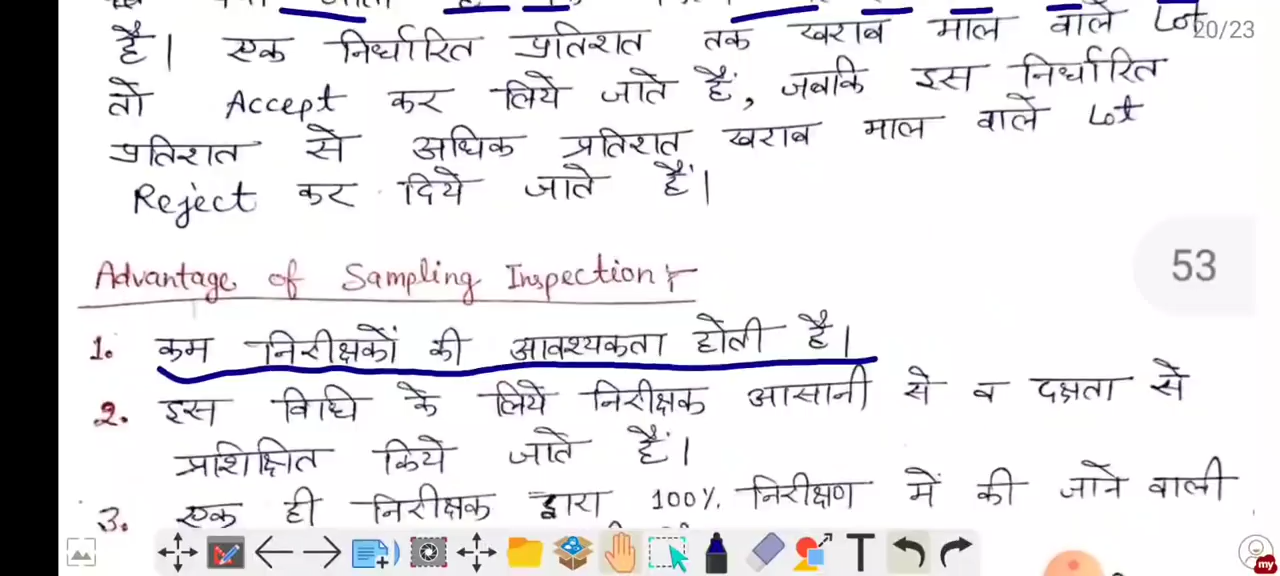 है। एक निर्धारित प्रतिशत तक खराब माल वाले Lot
20/23
तो Accept कर लिये जाते हैं, जबकि इस निर्धारित
प्रतिशत से अधिक प्रतिशत खराब माल वाले Lot
Reject कर दिये जाते हैं।
Advantage of Sampling Inspection:-
53
1. कम निरीक्षकों की आवश्यकता होती है।
2. इस विधि के लिये निरीक्षक आसानी से व दक्षता से
प्रशिक्षित किये जाते हैं।
3. एक ही निरीक्षक द्वारा 100% निरीक्षण में की जाने वाली
T
my